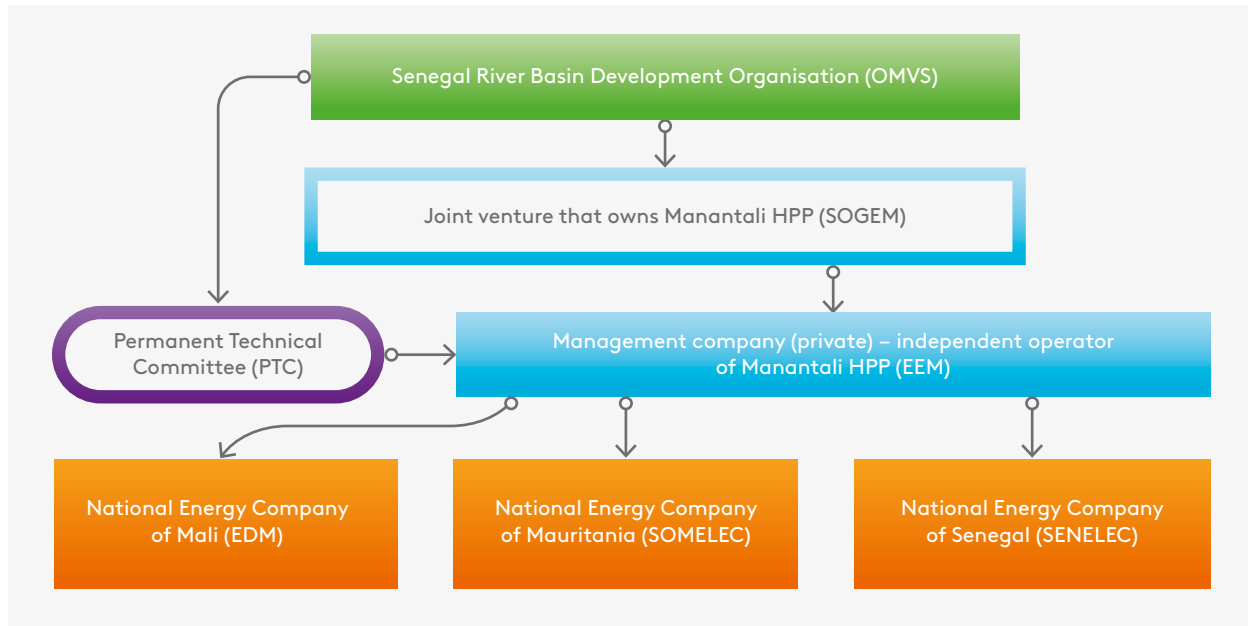 Senegal River Basin Development Organisation (OMVS)
Joint venture that owns Manantali HPP (SOGEM)
Permanent Technical
Committee (PTC)
Management company (private) – independent operator
of Manantali HPP (EEM)
National Energy Company
of Mali (EDM)
National Energy Company
of Mauritania (SOMELEC)
National Energy Company
of Senegal (SENELEC)